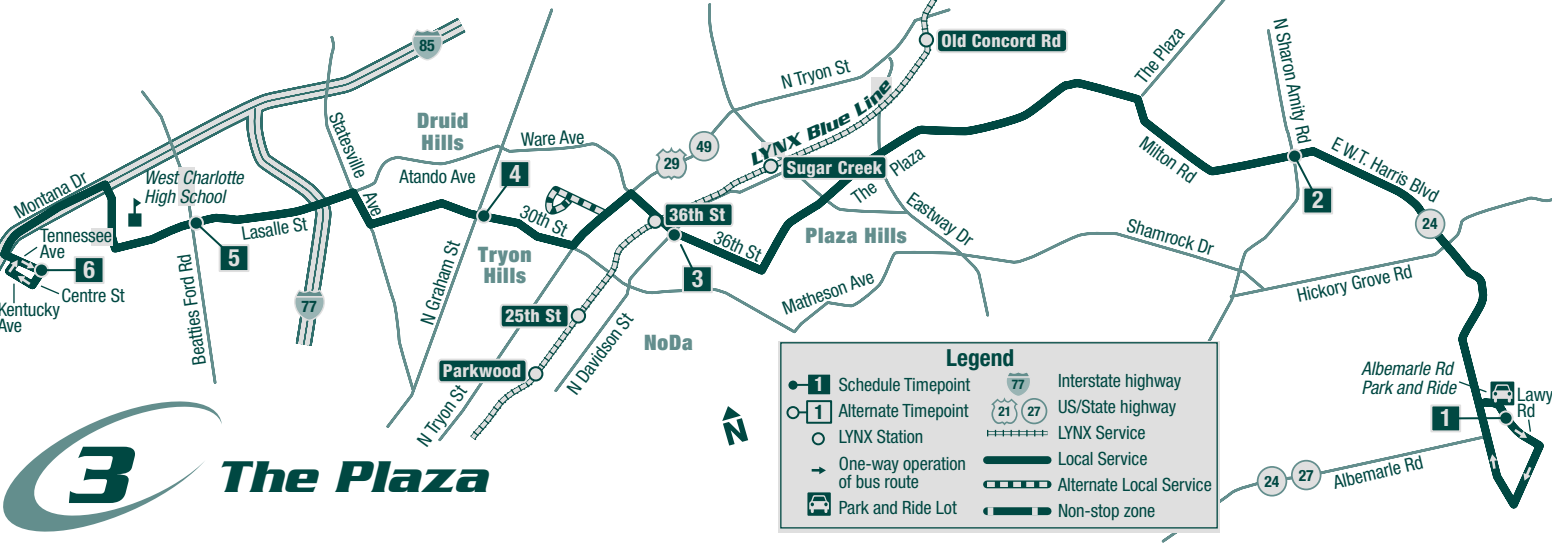 85
Old Concord Rd
The Plaza
N Sharon Amity Rd
N Tryon St
LYNX Blue Line
Druid
Hills
Ware Ave
Statesville
Ave
Atando Ave
4
29
49
Sugar Creek
The Plaza
Milton Rd
E W.T. Harris Blvd
2
24
Montana Dr
West Charlotte
High School
Lasalle St
5
Tennessee
Ave
6
Centre St
Kentucky
Ave
Beatties Ford Rd
77
N Graham St
30th St
Tryon
Hills
36th St
36th St
3
Plaza Hills
Eastway Dr
Shamrock Dr
Hickory Grove Rd
Matheson Ave
25th St
NoDa
N Davidson St
Parkwood
N Tryon St
N
Albemarle Rd
Park and Ride
Lawy
Rd
1
24
27
Albemarle Rd
Legend
1 Schedule Timepoint
1 Alternate Timepoint
LYNX Station
One-way operation
of bus route
Park and Ride Lot
77 Interstate highway
21 27 US/State highway
LYNX Service
Local Service
Alternate Local Service
Non-stop zone
3 The Plaza